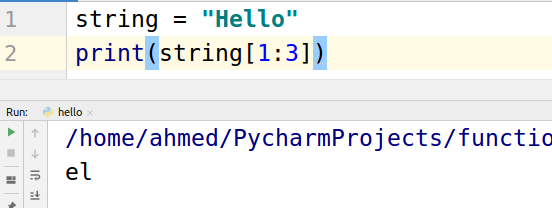 1 string = "Hello"
2 print(string[1:3])
Run: hello ×
/home/ahmed/PycharmProjects/functio
el